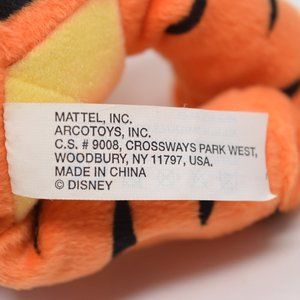 MATTEL, INC.
ARCOTOYS, INC.
C.S. # 9008, CROSSWAYS PARK WEST,
WOODBURY, NY 11797, USA.
MADE IN CHINA
© DISNEY